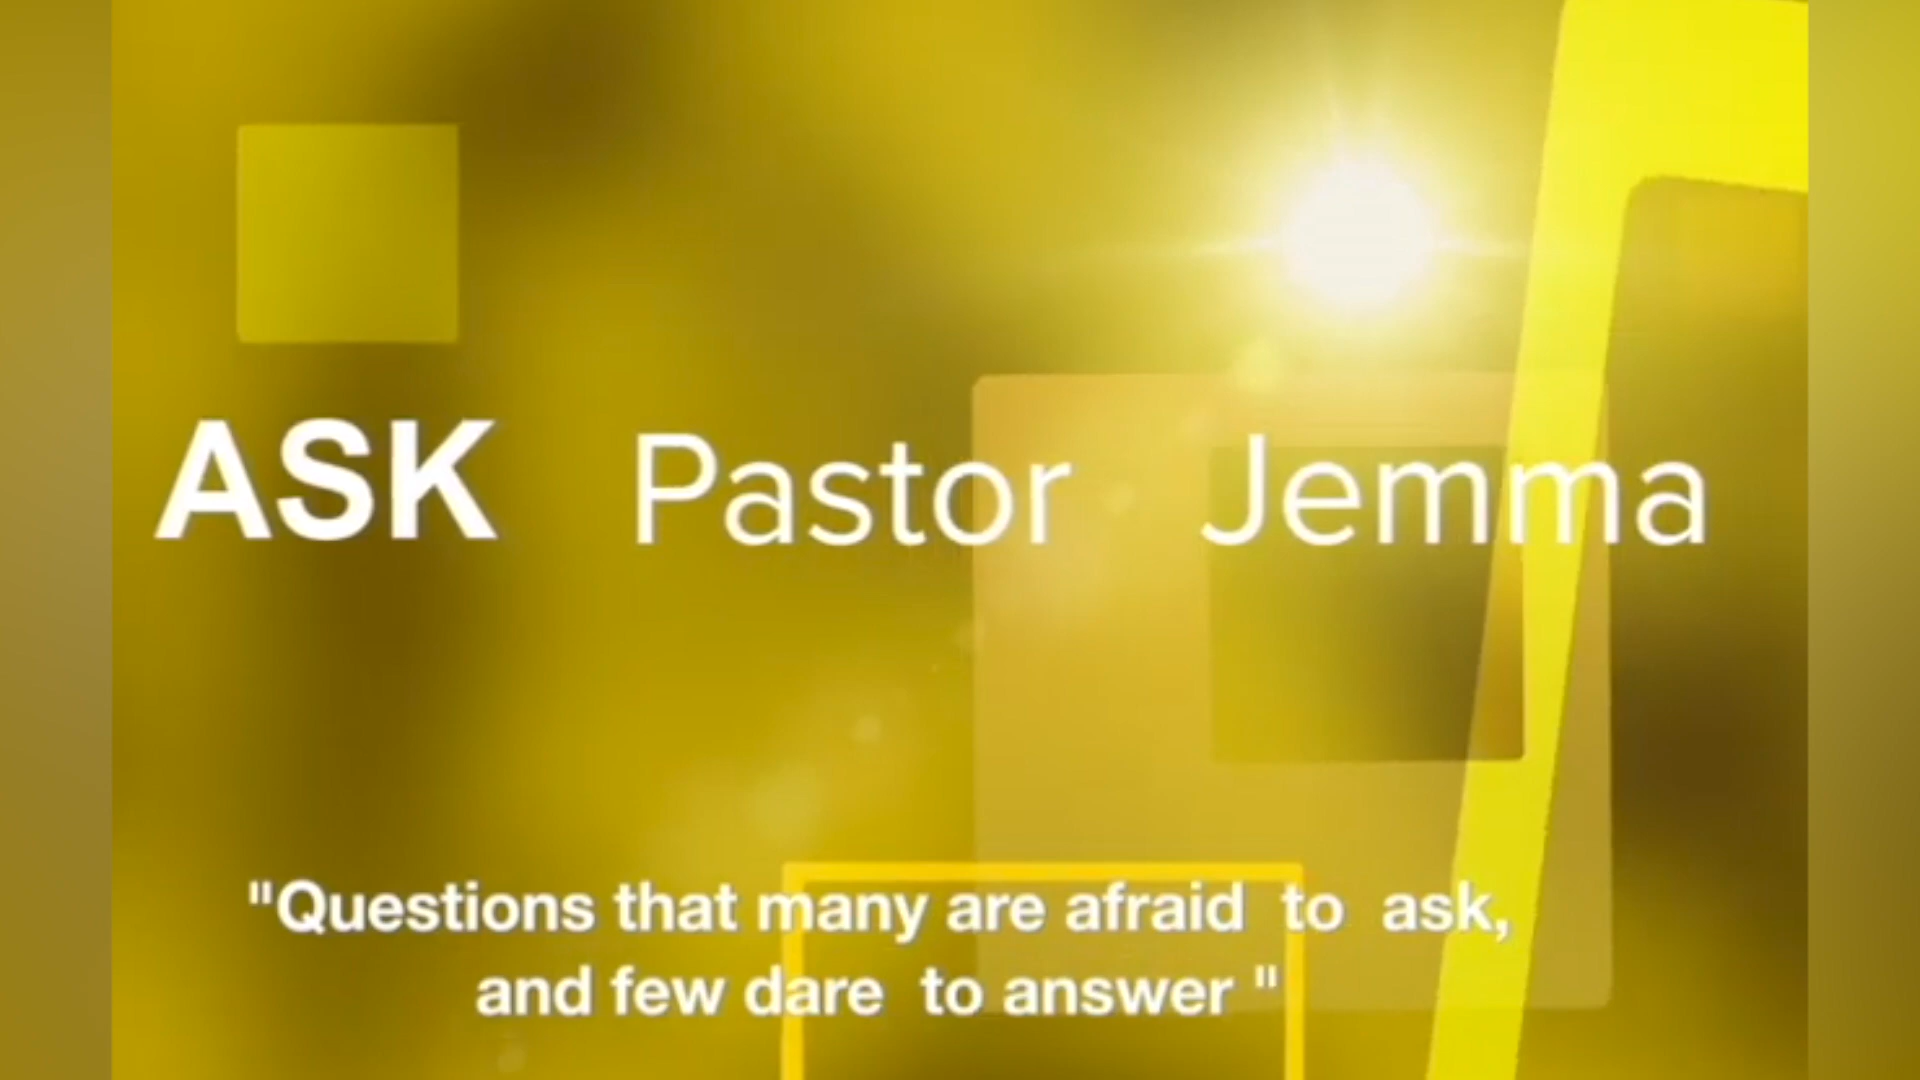 ASK Pastor Jemma
"Questions that many are afraid to ask,
and few dare to answer "